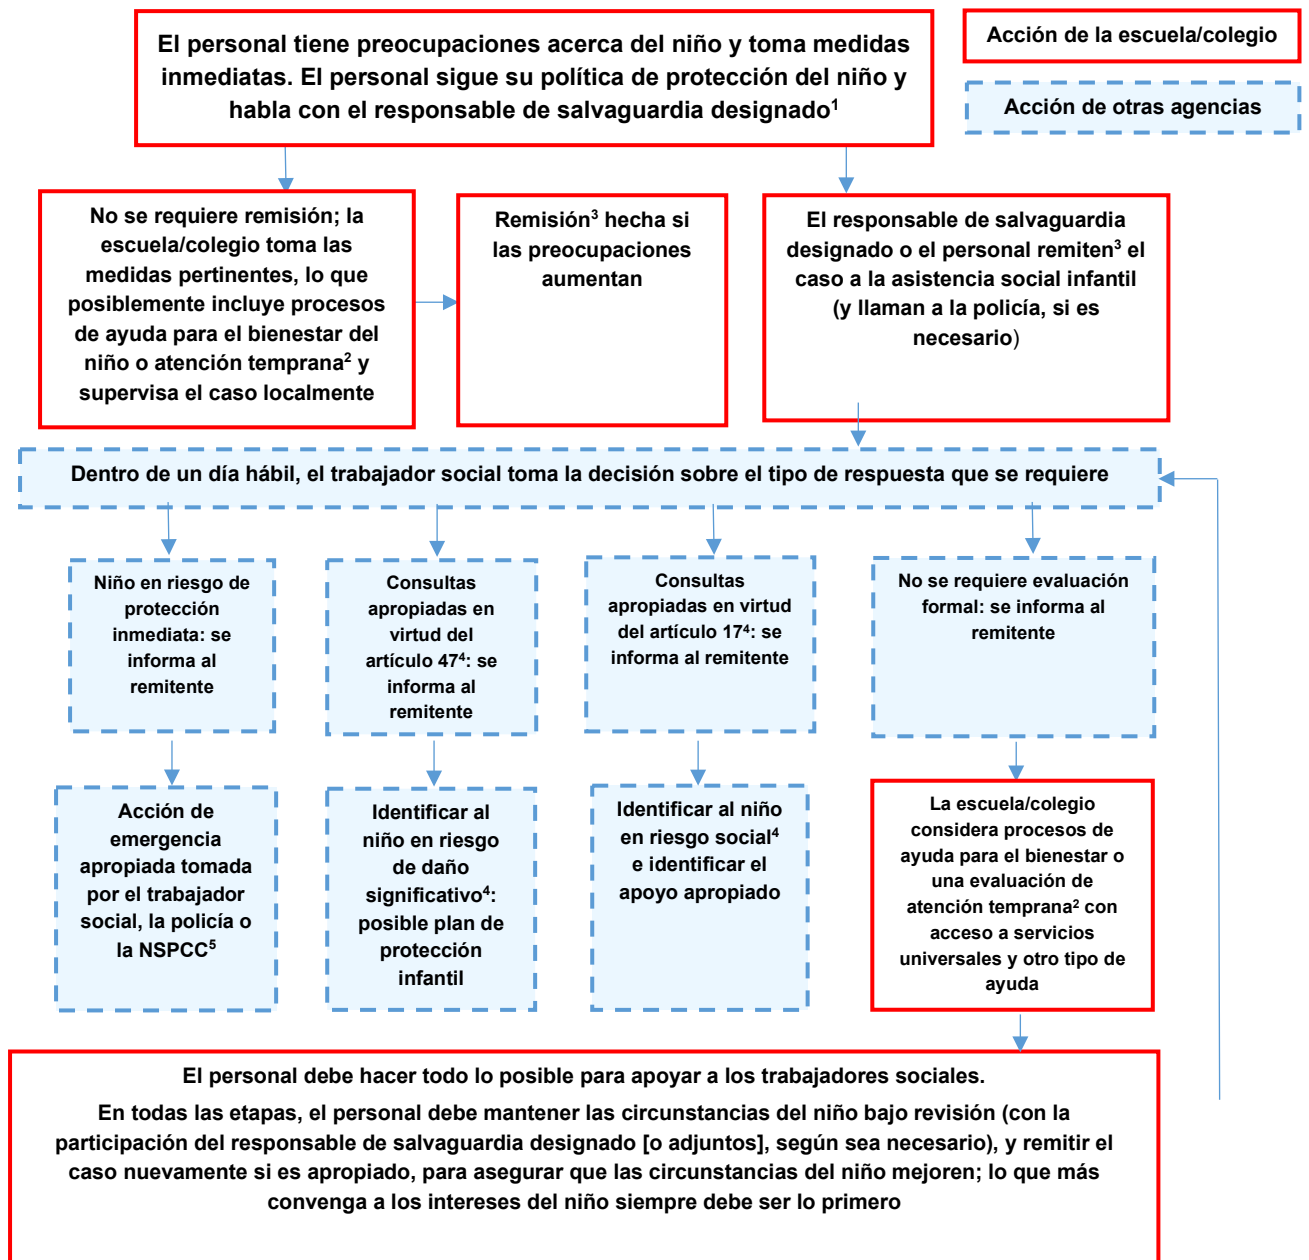 El personal tiene preocupaciones acerca del niño y toma medidas
inmediatas. El personal sigue su política de protección del niño y
habla con el responsable de salvaguardia designado¹
Acción de la escuela/colegio
Acción de otras agencias
No se requiere remisión; la
escuela/colegio toma las
medidas pertinentes, lo que
posiblemente incluye procesos
de ayuda para el bienestar del
niño o atención temprana² y
supervisa el caso localmente
Remisión³ hecha si
las preocupaciones
aumentan
El responsable de salvaguardia
designado o el personal remiten³ el
caso a la asistencia social infantil
(y llaman a la policía, si es
necesario)
Dentro de un día hábil, el trabajador social toma la decisión sobre el tipo de respuesta que se requiere
Niño en riesgo de
protección
inmediata: se
informa al
remitente
Consultas
apropiadas en
virtud del
artículo 47⁴: se
informa al
remitente
Consultas
apropiadas en virtud
del artículo 17⁴: se
informa al remitente
No se requiere evaluación
formal: se informa al
remitente
Acción de
emergencia
apropiada tomada
por el trabajador
social, la policía o
la NSPCC⁵
Identificar al
niño en riesgo
de daño
significativo⁴:
posible plan de
protección
infantil
Identificar al niño
en riesgo social⁴
e identificar el
apoyo apropiado
La escuela/colegio
considera procesos de
ayuda para el bienestar o
una evaluación de
atención temprana² con
acceso a servicios
universales y otro tipo de
ayuda
El personal debe hacer todo lo posible para apoyar a los trabajadores sociales.
En todas las etapas, el personal debe mantener las circunstancias del niño bajo revisión (con la
participación del responsable de salvaguardia designado [o adjuntos], según sea necesario), y remitir el
caso nuevamente si es apropiado, para asegurar que las circunstancias del niño mejoren; lo que más
convenga a los intereses del niño siempre debe ser lo primero